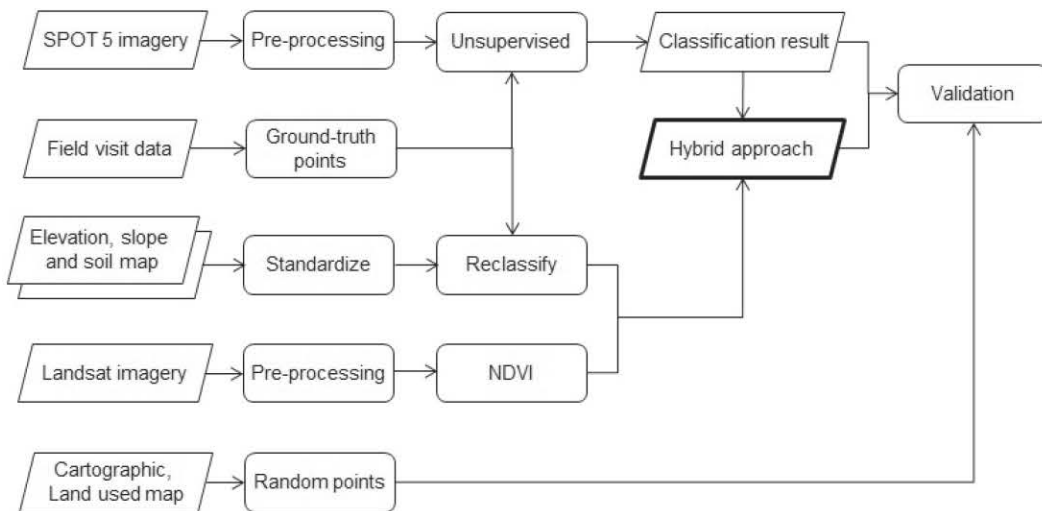 SPOT 5 imagery
Pre-processing
Unsupervised
Classification result
Validation
Field visit data
Ground-truth
points
Hybrid approach
Elevation, slope
and soil map
Standardize
Reclassify
Landsat imagery
Pre-processing
NDVI
Cartographic,
Land used map
Random points